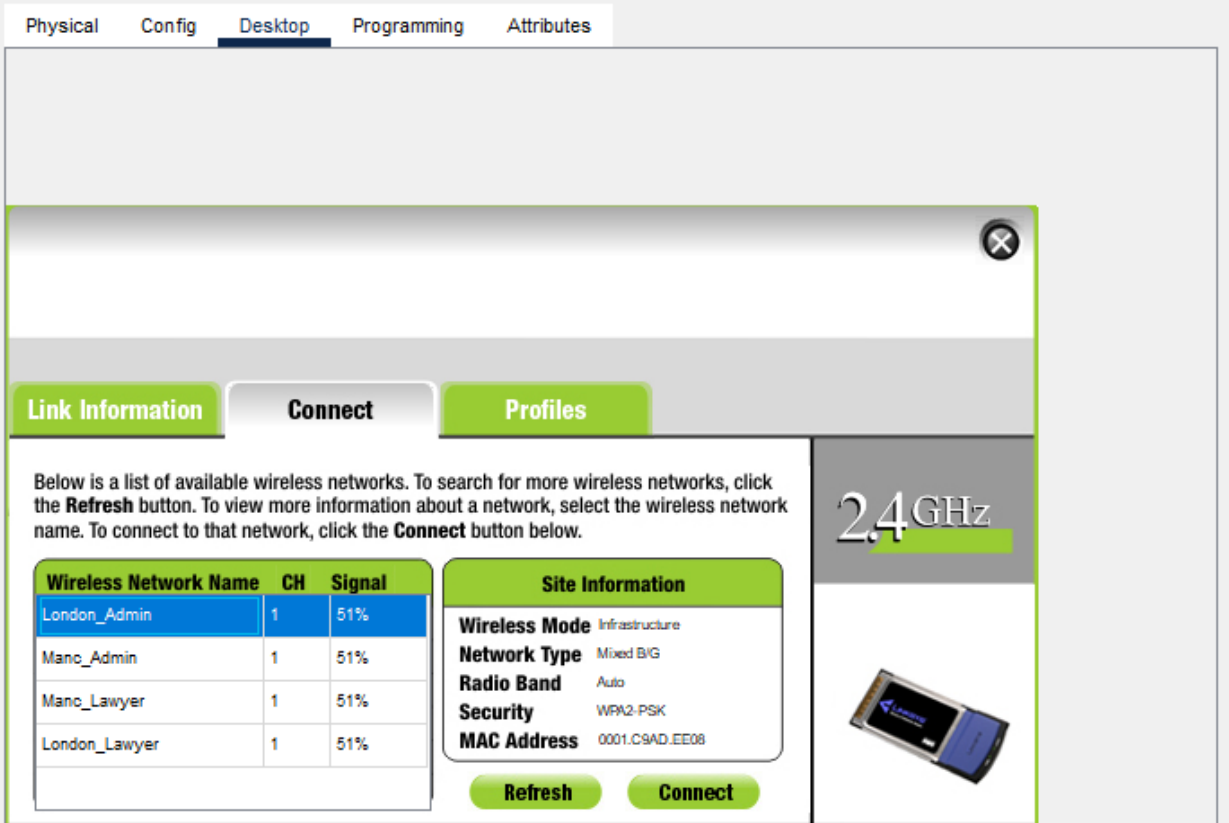 Physical Config Desktop Programming Attributes
Link Information Connect Profiles
Below is a list of available wireless networks. To search for more wireless networks, click
the Refresh button. To view more information about a network, select the wireless network
name. To connect to that network, click the Connect button below.
2.4GHz
Wireless Network Name CH Signal
London_Admin 1 51%
Manc_Admin 1 51%
Manc_Lawyer 1 51%
London_Lawyer 1 51%
Site Information
Wireless Mode Infrastructure
Network Type Mixed B/G
Radio Band Auto
Security WPA2-PSK
MAC Address 0001.C9AD.EE08
Refresh Connect
LINKSYS